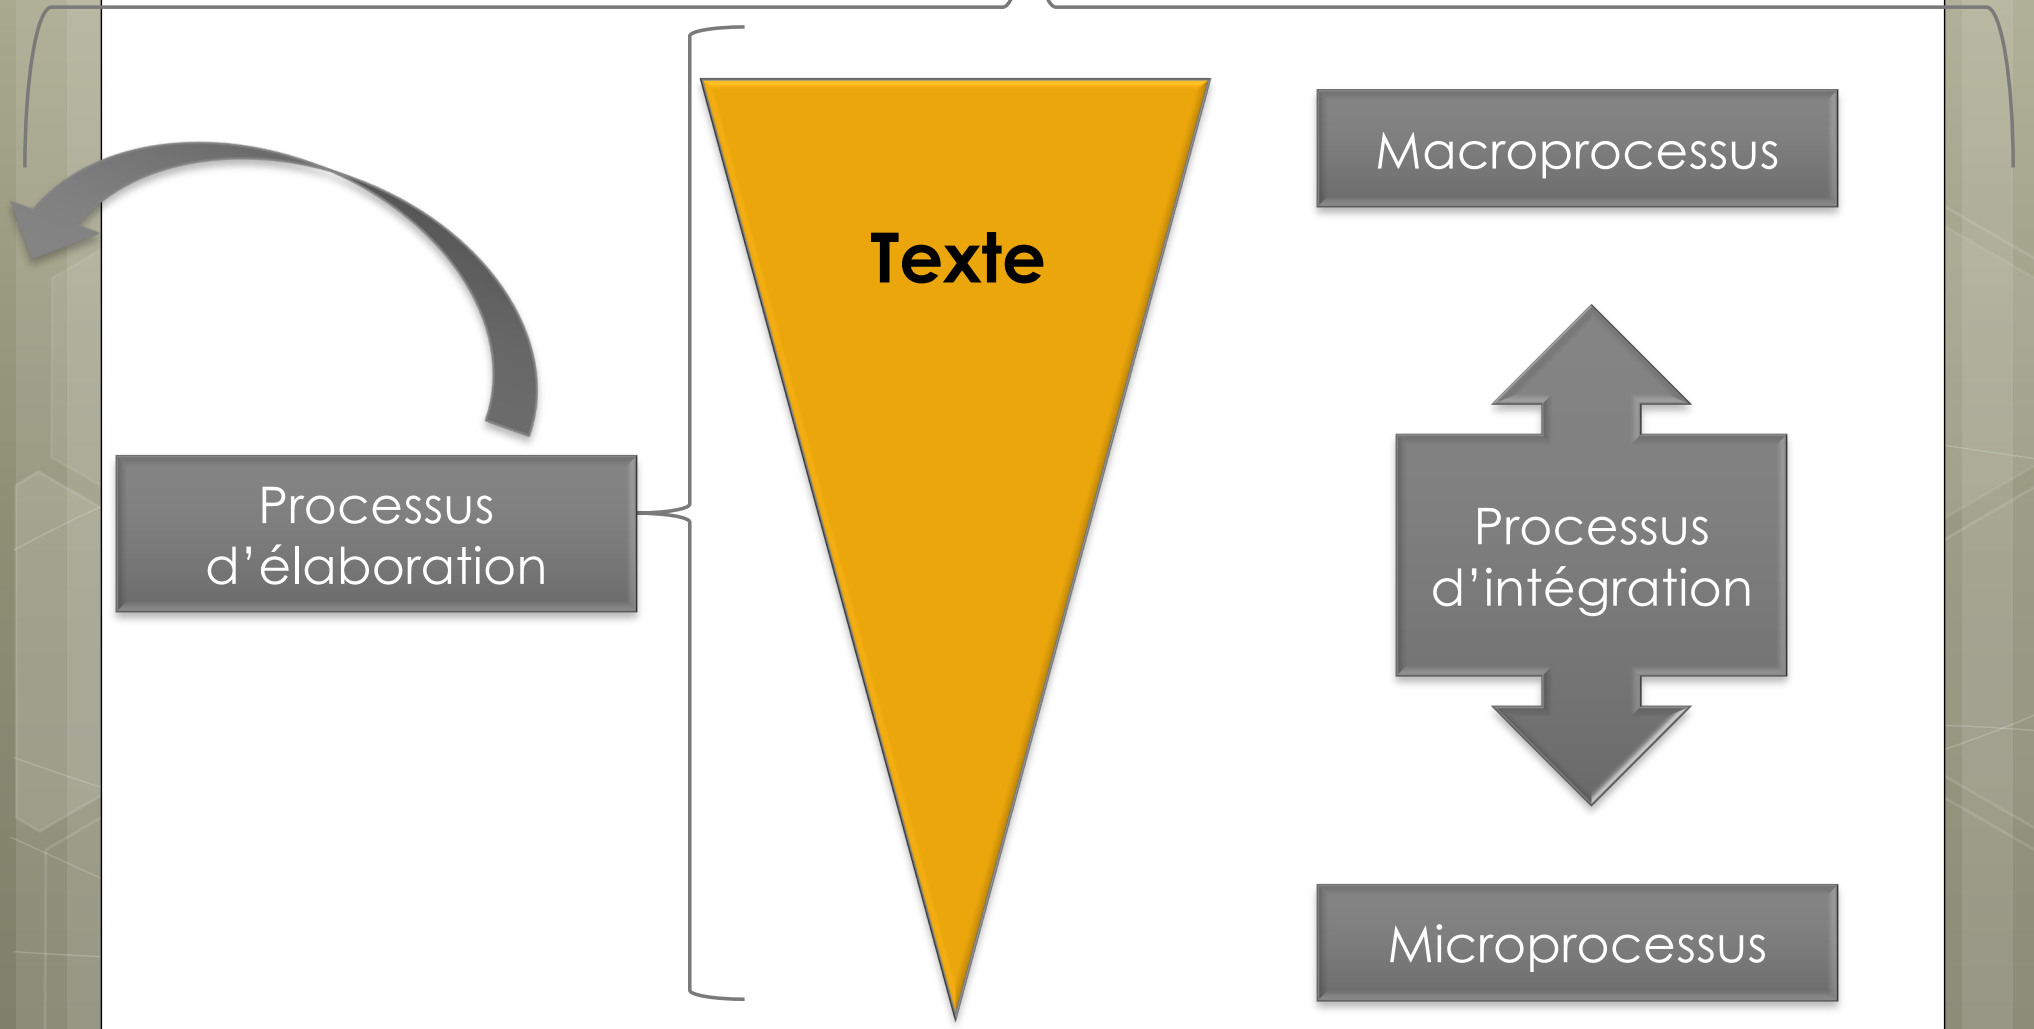 Macroprocessus
Texte
Processus
d’élaboration
Processus
d’intégration
Microprocessus